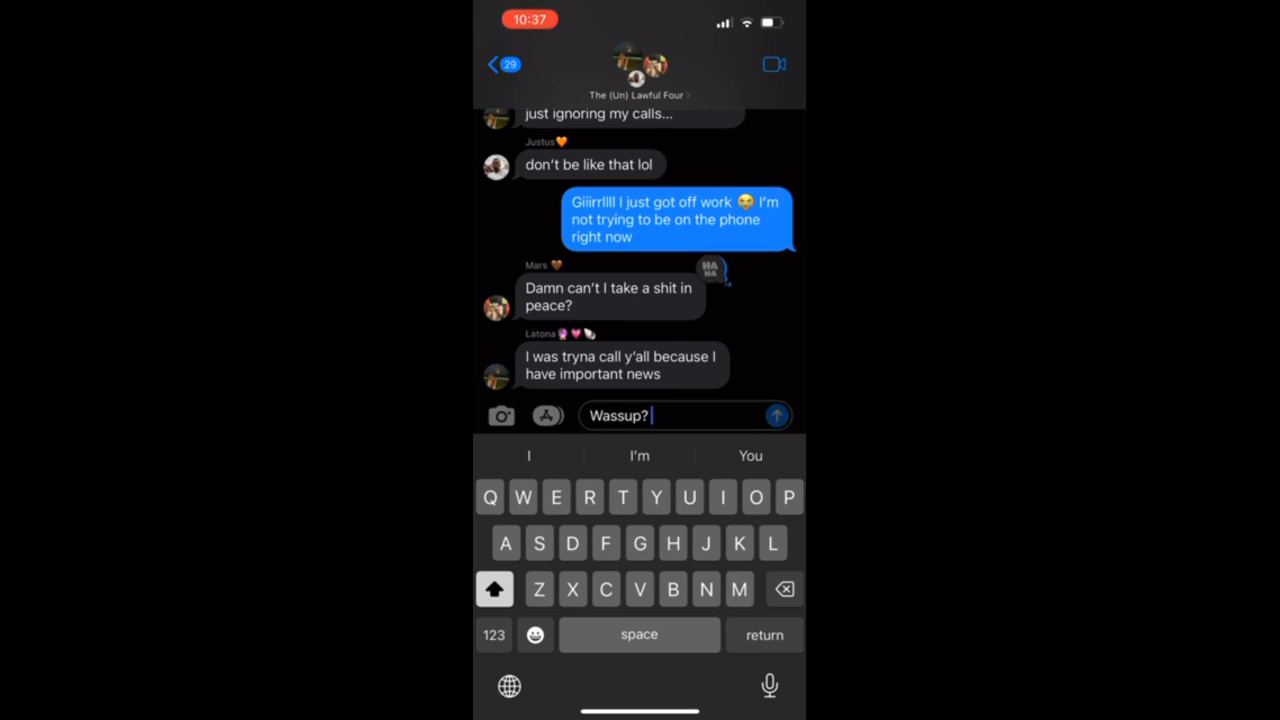 10:37
29
The (Un) Lawful Four
just ignoring my calls...
Justus🧡
don't be like that lol
Giiirrllll I just got off work 😭 I'm
not trying to be on the phone
right now
Mars 🤎
HA
HA
Damn can't I take a shit in
peace?
Latona🔮💗🐚
I was tryna call y'all because I
have important news
Wassup?
I I'm You
Q W E R T Y U I O P
A S D F G H J K L
Z X C V B N M
123 space return